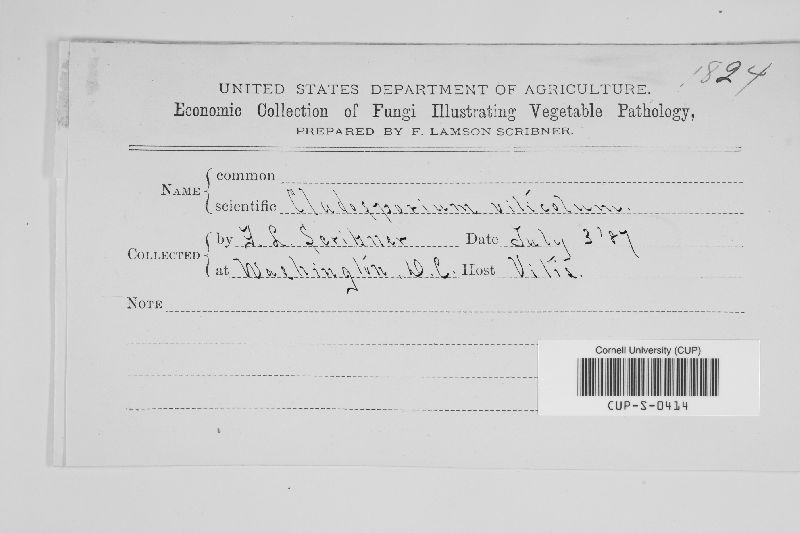 1824
UNITED STATES DEPARTMENT OF AGRICULTURE.
Economic Collection of Fungi Illustrating Vegetable Pathology,
PREPARED BY F. LAMSON SCRIBNER.
NAME
common
scientific Cladosporium viticolum.
COLLECTED
by F. L. Scribner Date July 3 '87
at Washington, D. C. Host Vitis.
NOTE
Cornell University (CUP)
CUP-S-0414